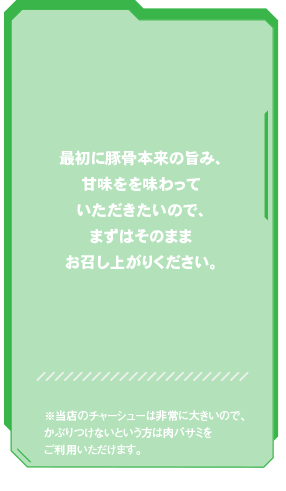 最初に豚骨本来の旨み、
甘味をを味わって
いただきたいので、
まずはそのまま
お召し上がりください。
※当店のチャーシューは非常に大きいので、
かぶりつけないという方は肉バサミを
ご利用いただけます。